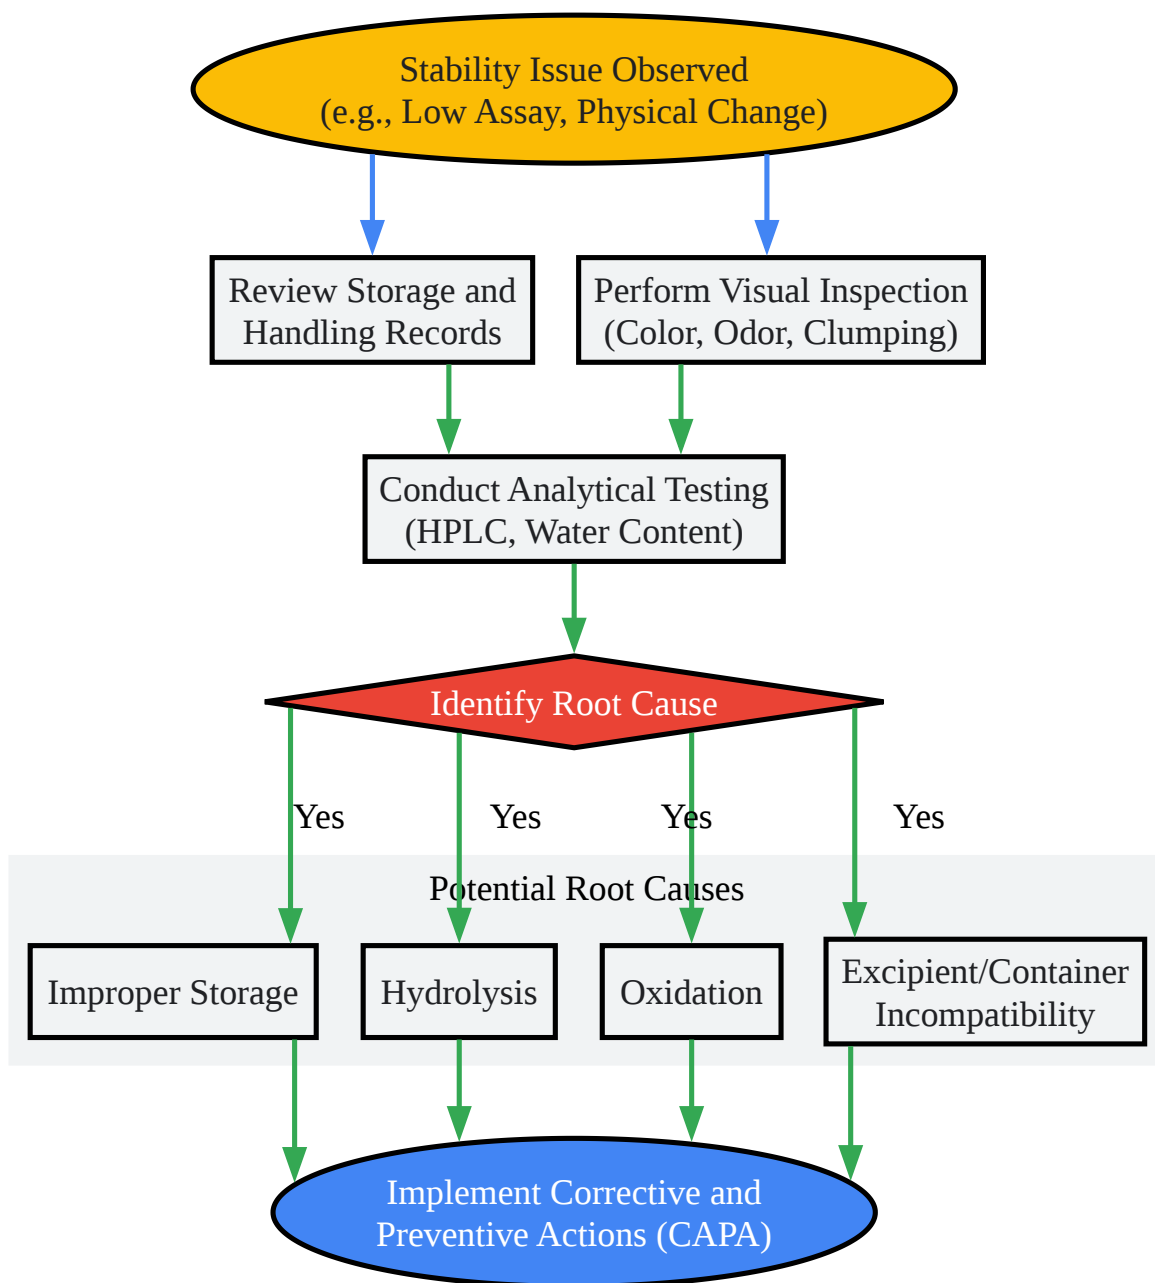 Stability Issue Observed
(e.g., Low Assay, Physical Change)
Review Storage and
Handling Records
Perform Visual Inspection
(Color, Odor, Clumping)
Conduct Analytical Testing
(HPLC, Water Content)
Identify Root Cause
Yes
Yes
Yes
Yes
Potential Root Causes
Improper Storage
Hydrolysis
Oxidation
Excipient/Container
Incompatibility
Implement Corrective and
Preventive Actions (CAPA)